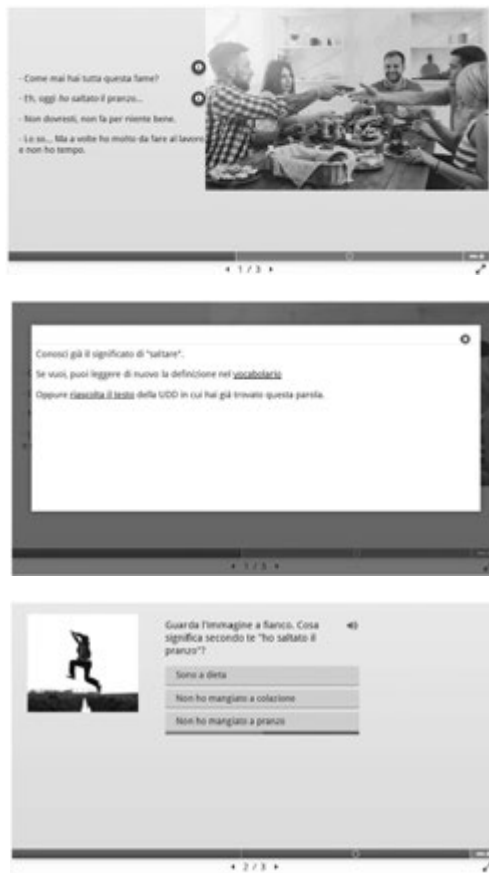 - Come mai hai tutta questa fame?
- Eh, oggi ho saltato il pranzo...
- Non dovresti, non fa per niente bene.
- Lo so... Ma a volte ho molto da fare al lavoro
e non ho tempo.
1 / 3
Conosci già il significato di "saltare".
Se vuoi, puoi leggere di nuovo la definizione nel vocabolario
Oppure riascolta il testo della UDD in cui hai già trovato questa parola.
1 / 3
Guarda l'immagine a fianco. Cosa
significa secondo te "ho saltato il
pranzo"?
Sono a dieta
Non ho mangiato a colazione
Non ho mangiato a pranzo
2 / 3